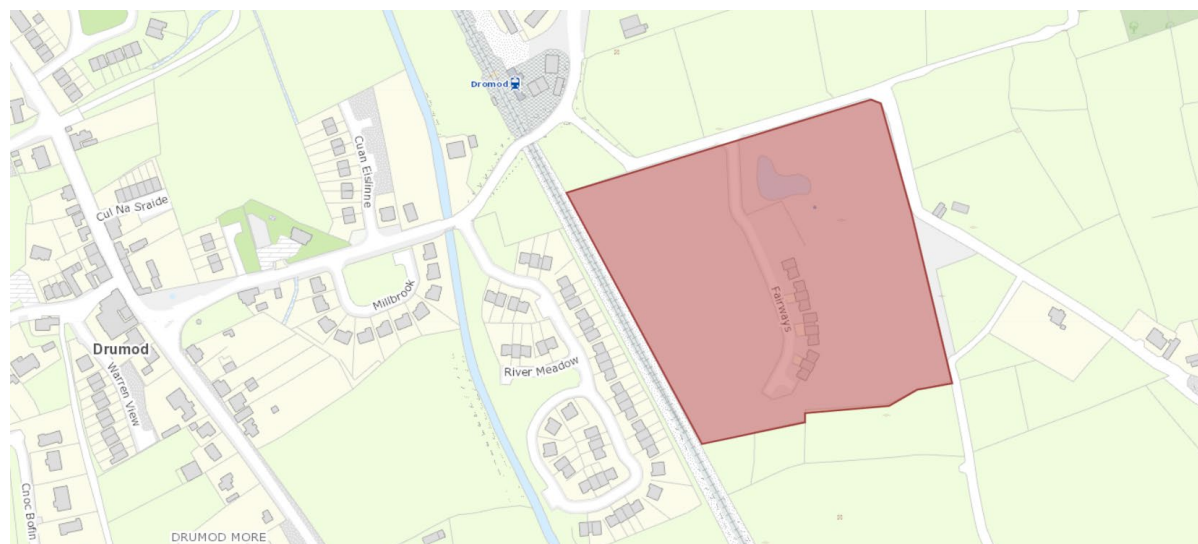 Dromod
Cuan Eislinne
Cul Na Sraide
Millbrook
Fairways
Drumod
River Meadow
Warren View
Cnoc Bofin
DRUMOD MORE